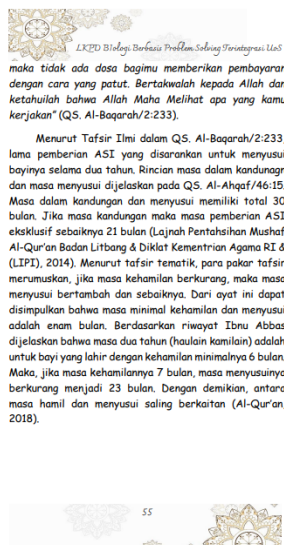 LKPD Biologi Berbasis Problem Solving Terintegrasi UoS
maka tidak ada dosa bagimu memberikan pembayaran
dengan cara yang patut. Bertakwalah kepada Allah dan
ketahuilah bahwa Allah Maha Melihat apa yang kamu
kerjakan" (QS. Al-Baqarah/2:233).
Menurut Tafsir Ilmi dalam QS. Al-Baqarah/2:233,
lama pemberian ASI yang disarankan untuk menyusui
bayinya selama dua tahun. Rincian masa dalam kandunagn
dan masa menyusui dijelaskan pada QS. Al-Ahqaf/46:15.
Masa dalam kandungan dan menyusui memiliki total 30
bulan. Jika masa kandungan maka masa pemberian ASI
eksklusif sebaiknya 21 bulan (Lajnah Pentahsihan Mushaf
Al-Qur'an Badan Litbang & Diklat Kementrian Agama RI &
(LIPI), 2014). Menurut tafsir tematik, para pakar tafsir
merumuskan, jika masa kehamilan berkurang, maka masa
menyusui bertambah dan sebaiknya. Dari ayat ini dapat
disimpulkan bahwa masa minimal kehamilan dan menyusui
adalah enam bulan. Berdasarkan riwayat Ibnu Abbas
dijelaskan bahwa masa dua tahun (haulain kamilain) adalah
untuk bayi yang lahir dengan kehamilan minimalnya 6 bulan.
Maka, jika masa kehamilannya 7 bulan, masa menyusuinya
berkurang menjadi 23 bulan. Dengan demikian, antara
masa hamil dan menyusui saling berkaitan (Al-Qur'an,
2018).
55